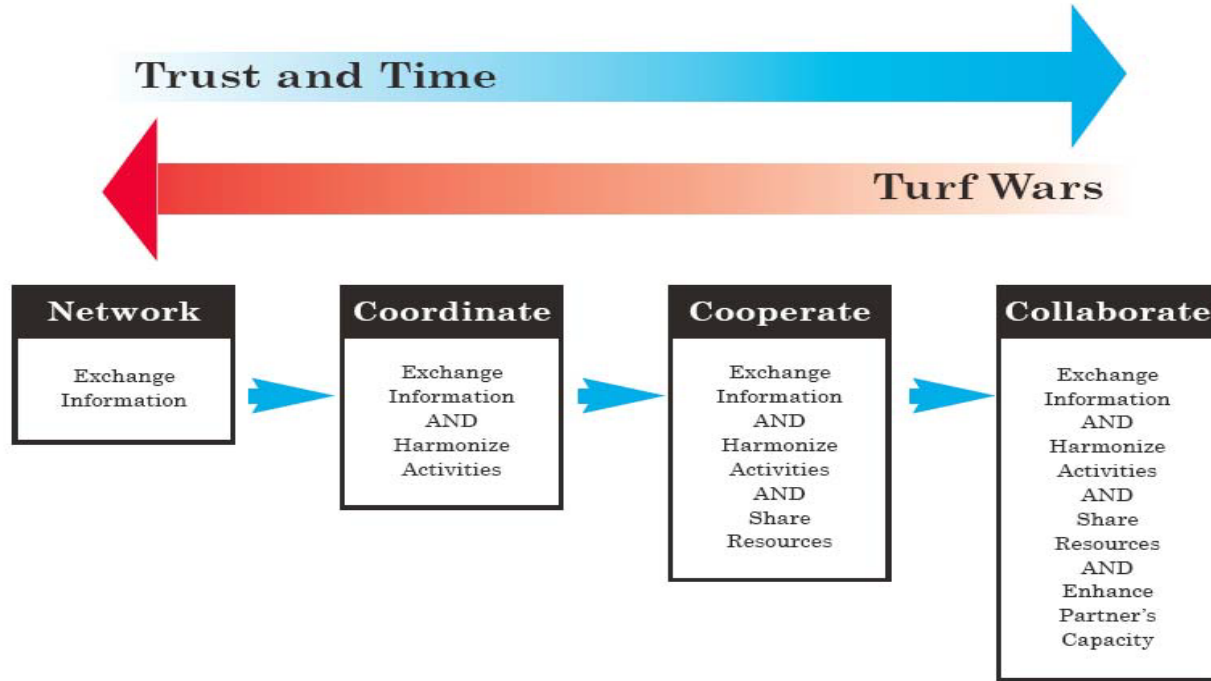 Trust and Time
Turf Wars
Network
Exchange
Information
Coordinate
Exchange
Information
AND
Harmonize
Activities
Cooperate
Exchange
Information
AND
Harmonize
Activities
AND
Share
Resources
Collaborate
Exchange
Information
AND
Harmonize
Activities
AND
Share
Resources
AND
Enhance
Partner’s
Capacity